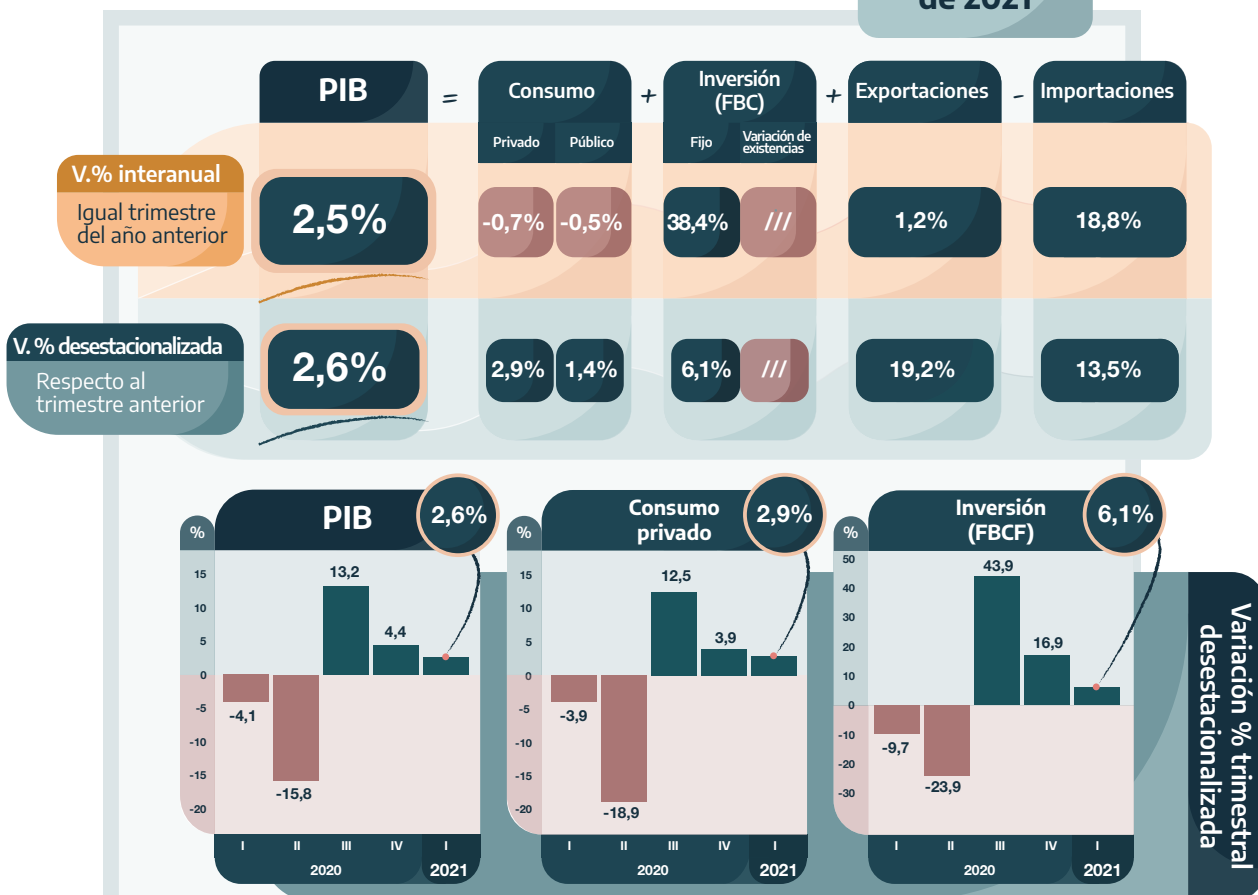 de 2021
PIB = Consumo + Inversión (FBC) + Exportaciones - Importaciones
Privado Público Fijo Variación de existencias
V.% interanual
Igual trimestre
del año anterior
2,5% -0,7% -0,5% 38,4% /// 1,2% 18,8%
V. % desestacionalizada
Respecto al
trimestre anterior
2,6% 2,9% 1,4% 6,1% /// 19,2% 13,5%
PIB 2,6%
%
15
10
5
0
-5
-10
-15
-20
-4,1
-15,8
13,2
4,4
I II III IV I
2020 2021
Consumo
privado
2,9%
%
15
10
5
0
-5
-10
-15
-20
-3,9
-18,9
12,5
3,9
I II III IV I
2020 2021
Inversión
(FBCF)
6,1%
%
50
40
30
20
10
0
-10
-20
-30
-9,7
-23,9
43,9
16,9
I II III IV I
2020 2021
Variación % trimestral
desestacionalizada